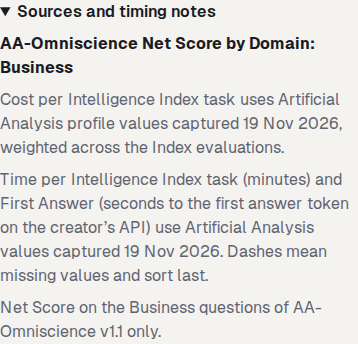 ▼ Sources and timing notes
AA-Omniscience Net Score by Domain:
Business
Cost per Intelligence Index task uses Artificial
Analysis profile values captured 19 Nov 2026,
weighted across the Index evaluations.
Time per Intelligence Index task (minutes) and
First Answer (seconds to the first answer token
on the creator’s API) use Artificial Analysis
values captured 19 Nov 2026. Dashes mean
missing values and sort last.
Net Score on the Business questions of AA-
Omniscience v1.1 only.